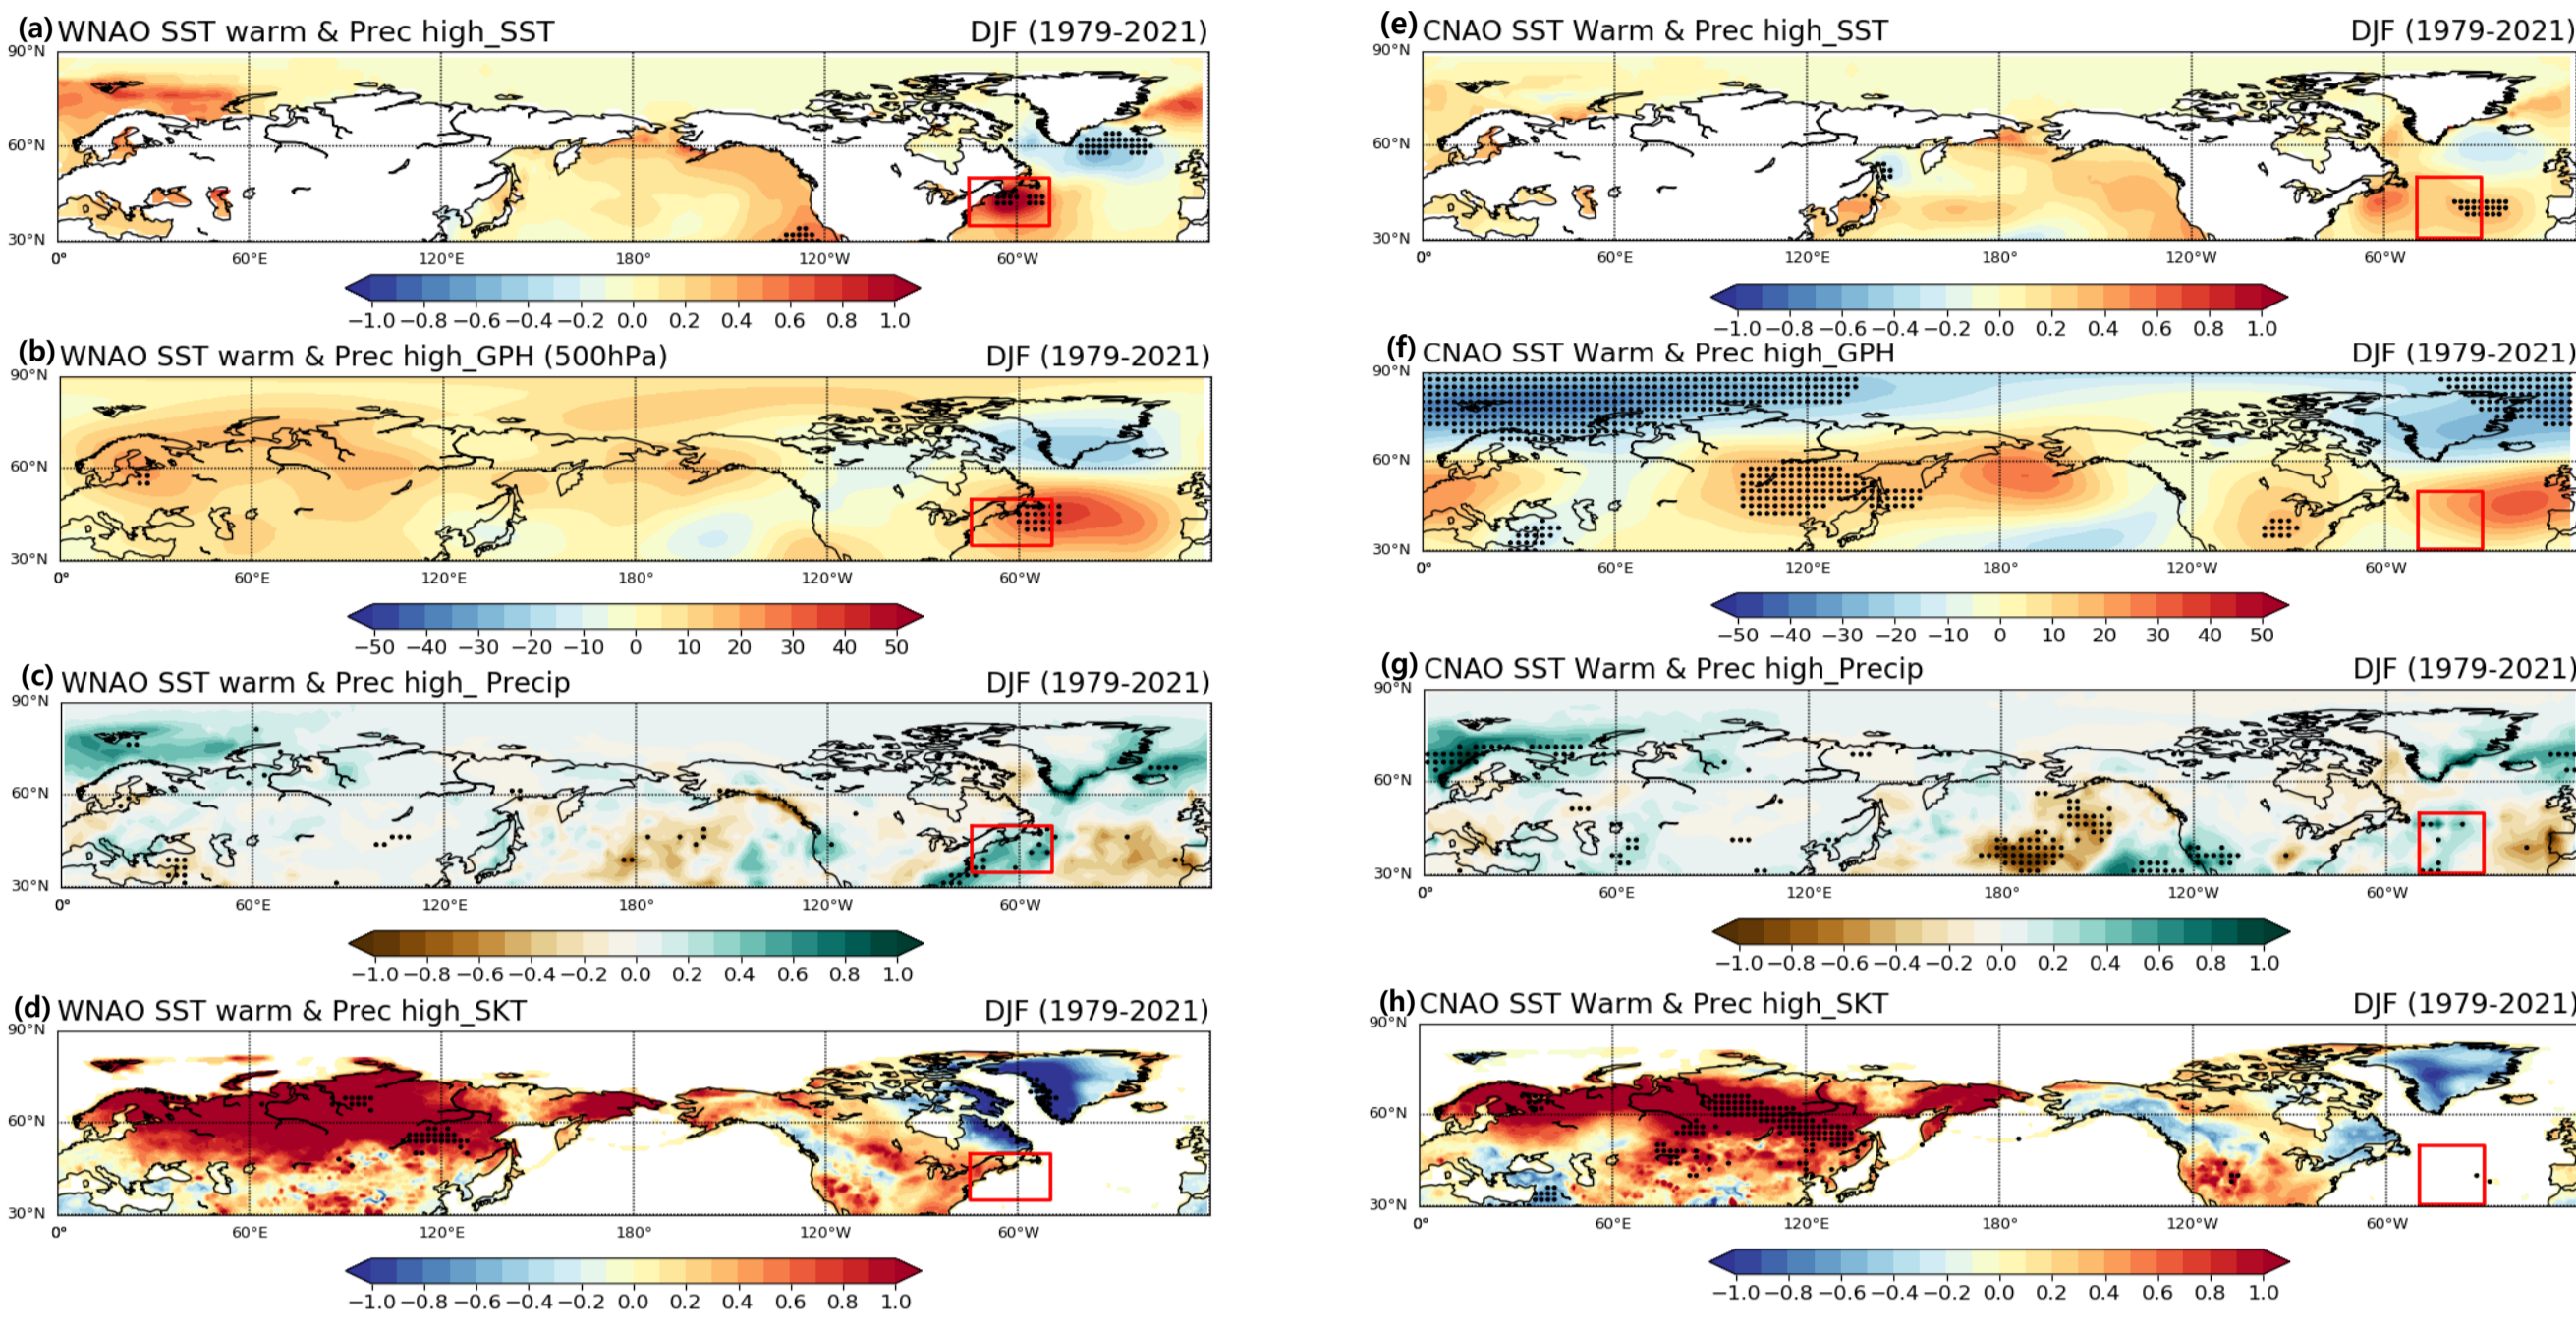 (a) WNAO SST warm & Prec high_SST DJF (1979-2021)
90°N
60°N
30°N
0° 60°E 120°E 180° 120°W 60°W
−1.0 −0.8 −0.6 −0.4 −0.2 0.0 0.2 0.4 0.6 0.8 1.0
(b) WNAO SST warm & Prec high_GPH (500hPa) DJF (1979-2021)
90°N
60°N
30°N
0° 60°E 120°E 180° 120°W 60°W
−50 −40 −30 −20 −10 0 10 20 30 40 50
(c) WNAO SST warm & Prec high_ Precip DJF (1979-2021)
90°N
60°N
30°N
0° 60°E 120°E 180° 120°W 60°W
−1.0 −0.8 −0.6 −0.4 −0.2 0.0 0.2 0.4 0.6 0.8 1.0
(d) WNAO SST warm & Prec high_SKT DJF (1979-2021)
90°N
60°N
30°N
0° 60°E 120°E 180° 120°W 60°W
−1.0 −0.8 −0.6 −0.4 −0.2 0.0 0.2 0.4 0.6 0.8 1.0
(e) CNAO SST Warm & Prec high_SST DJF (1979-2021)
90°N
60°N
30°N
0° 60°E 120°E 180° 120°W 60°W
−1.0 −0.8 −0.6 −0.4 −0.2 0.0 0.2 0.4 0.6 0.8 1.0
(f) CNAO SST Warm & Prec high_GPH DJF (1979-2021)
90°N
60°N
30°N
0° 60°E 120°E 180° 120°W 60°W
−50 −40 −30 −20 −10 0 10 20 30 40 50
(g) CNAO SST Warm & Prec high_Precip DJF (1979-2021)
90°N
60°N
30°N
0° 60°E 120°E 180° 120°W 60°W
−1.0 −0.8 −0.6 −0.4 −0.2 0.0 0.2 0.4 0.6 0.8 1.0
(h) CNAO SST Warm & Prec high_SKT DJF (1979-2021)
90°N
60°N
30°N
0° 60°E 120°E 180° 120°W 60°W
−1.0 −0.8 −0.6 −0.4 −0.2 0.0 0.2 0.4 0.6 0.8 1.0